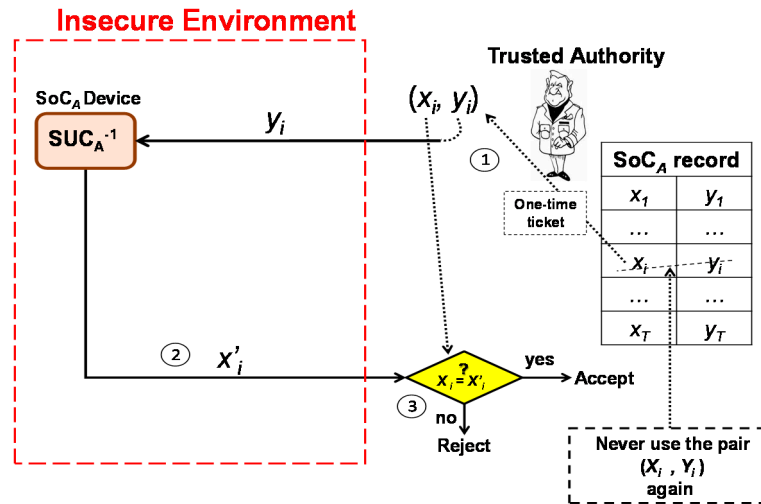 Insecure Environment
Trusted Authority
SoC_A Device
SUC_A^-1
y_i
(x_i, y_i)
1
One-time
ticket
SoC_A record
x_1 y_1
... ...
x_i y_i
... ...
x_T y_T
2
x'_i
?
x_i = x'_i
3
yes
Accept
no
Reject
Never use the pair
(X_i , Y_i)
again